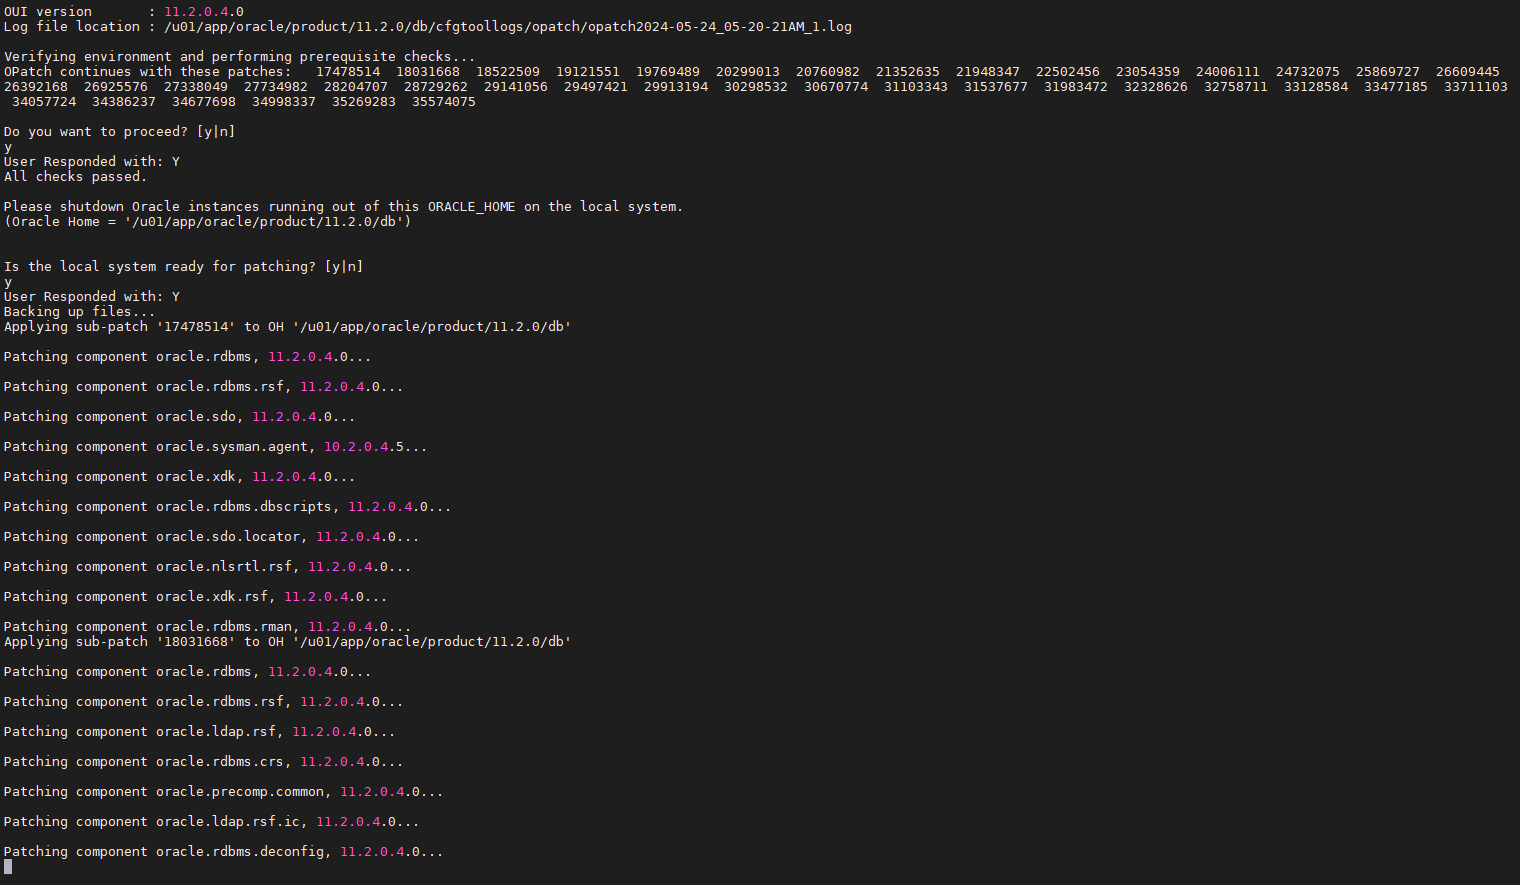 OUI version       : 11.2.0.4.0
Log file location : /u01/app/oracle/product/11.2.0/db/cfgtoollogs/opatch/opatch2024-05-24_05-20-21AM_1.log
Verifying environment and performing prerequisite checks...
OPatch continues with these patches:   17478514  18031668  18522509  19121551  19769489  20299013  20760982  21352635  21948347  22502456  23054359  24006111  24732075  25869727  26609445
26392168  26925576  27338049  27734982  28204707  28729262  29141056  29497421  29913194  30298532  30670774  31103343  31537677  31983472  32328626  32758711  33128584  33477185  33711103
34057724  34386237  34677698  34998337  35269283  35574075
Do you want to proceed? [y|n]
y
User Responded with: Y
All checks passed.
Please shutdown Oracle instances running out of this ORACLE_HOME on the local system.
(Oracle Home = '/u01/app/oracle/product/11.2.0/db')
Is the local system ready for patching? [y|n]
y
User Responded with: Y
Backing up files...
Applying sub-patch '17478514' to OH '/u01/app/oracle/product/11.2.0/db'
Patching component oracle.rdbms, 11.2.0.4.0...
Patching component oracle.rdbms.rsf, 11.2.0.4.0...
Patching component oracle.sdo, 11.2.0.4.0...
Patching component oracle.sysman.agent, 10.2.0.4.5...
Patching component oracle.xdk, 11.2.0.4.0...
Patching component oracle.rdbms.dbscripts, 11.2.0.4.0...
Patching component oracle.sdo.locator, 11.2.0.4.0...
Patching component oracle.nlsrtl.rsf, 11.2.0.4.0...
Patching component oracle.xdk.rsf, 11.2.0.4.0...
Patching component oracle.rdbms.rman, 11.2.0.4.0...
Applying sub-patch '18031668' to OH '/u01/app/oracle/product/11.2.0/db'
Patching component oracle.rdbms, 11.2.0.4.0...
Patching component oracle.rdbms.rsf, 11.2.0.4.0...
Patching component oracle.ldap.rsf, 11.2.0.4.0...
Patching component oracle.rdbms.crs, 11.2.0.4.0...
Patching component oracle.precomp.common, 11.2.0.4.0...
Patching component oracle.ldap.rsf.ic, 11.2.0.4.0...
Patching component oracle.rdbms.deconfig, 11.2.0.4.0...